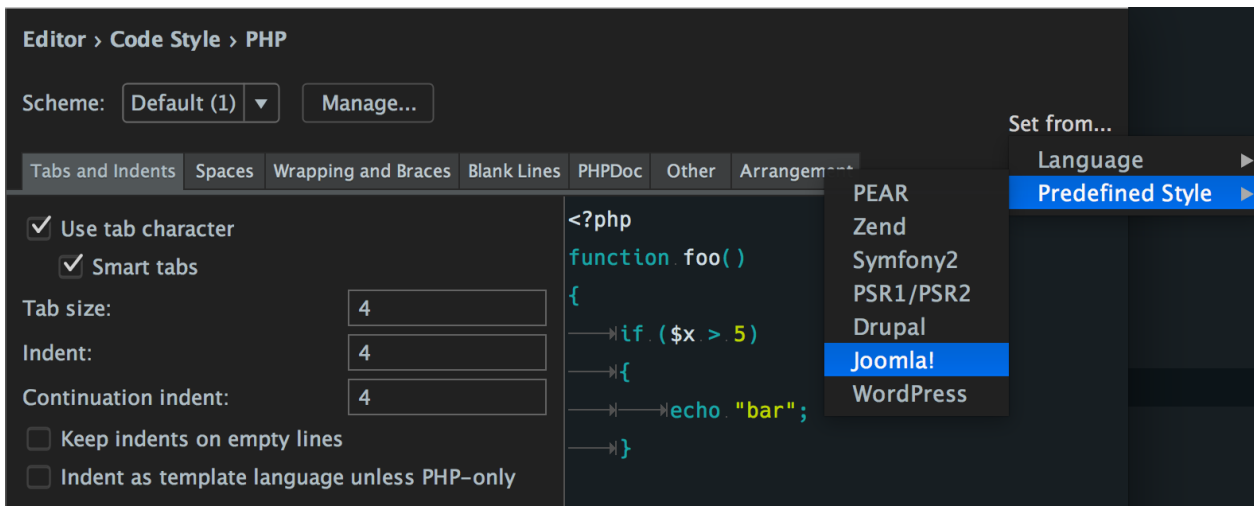 Editor › Code Style › PHP
Scheme: Default (1) Manage...
Set from...
Language
Predefined Style
Tabs and Indents Spaces Wrapping and Braces Blank Lines PHPDoc Other Arrangement
PEAR
Zend
Symfony2
PSR1/PSR2
Drupal
Joomla!
WordPress
Use tab character
Smart tabs
Tab size: 4
Indent: 4
Continuation indent: 4
Keep indents on empty lines
Indent as template language unless PHP-only
<?php
function foo()
{
if ($x > 5)
{
echo "bar";
}